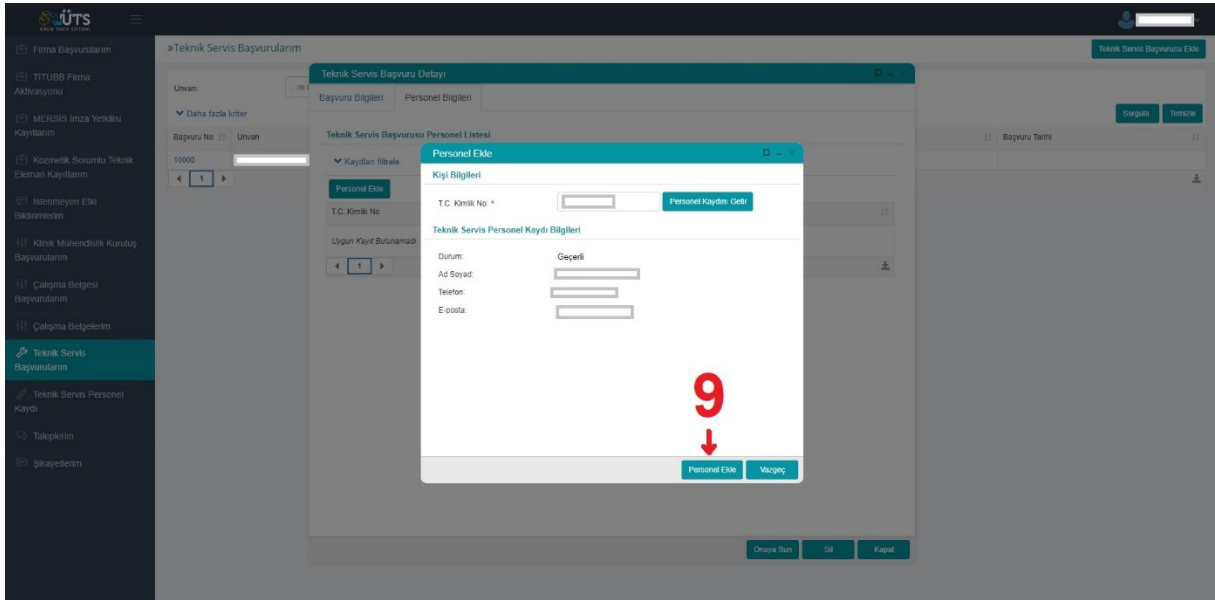 ÜTS
ÜRÜN TAKİP SİSTEMİ
Firma Başvurularım
TITUBB Firma
Aktivasyonu
MERSİS İmza Yetkilisi
Kayıtlarım
Kozmetik Sorumlu Teknik
Eleman Kayıtlarım
İstenmeyen Etki
Bildirimlerim
Klinik Mühendislik Kuruluş
Başvurularım
Çalışma Belgesi
Başvurularım
Çalışma Belgelerim
Teknik Servis
Başvurularım
Teknik Servis Personel
Kaydı
Taleplerim
Şikayetlerim
»Teknik Servis Başvurularım
Teknik Servis Başvurusu Ekle
Unvan:
Daha fazla kriter
Sorgula Temizle
Başvuru No Unvan Başvuru Tarihi
10000
1
Teknik Servis Başvuru Detayı
Başvuru Bilgileri Personel Bilgileri
Teknik Servis Başvurusu Personel Listesi
Kayıtları filtrele
Personel Ekle
T.C. Kimlik No
Uygun Kayıt Bulunamadı
1
Personel Ekle
Kişi Bilgileri
T.C. Kimlik No: * Personel Kaydını Getir
Teknik Servis Personel Kaydı Bilgileri
Durum: Geçerli
Ad Soyad:
Telefon:
E-posta:
9
Personel Ekle Vazgeç
Onaya Sun Sil Kapat